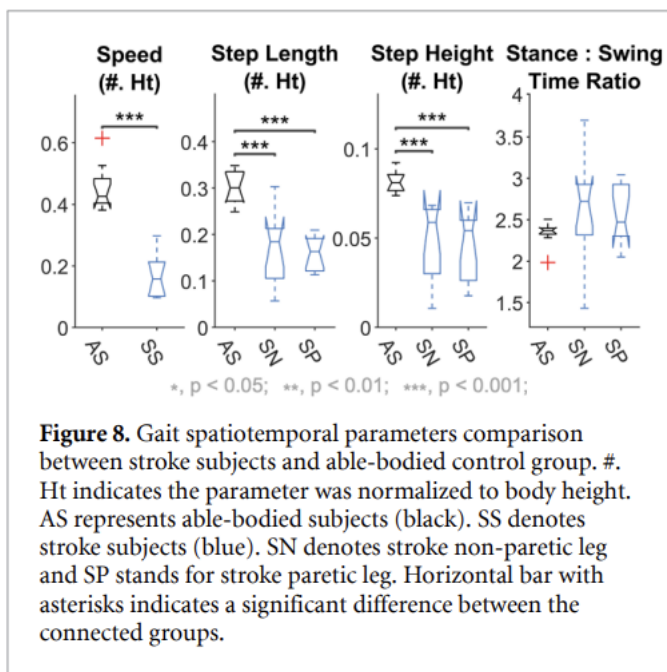 Speed
(#. Ht)
Step Length
(#. Ht)
Step Height
(#. Ht)
Stance : Swing
Time Ratio
***
0.6
0.4
0.2
0
AS
SS
***
***
0.4
0.3
0.2
0.1
0
AS
SN
SP
***
***
0.1
0.05
0
AS
SN
SP
4
3.5
3
2.5
2
1.5
AS
SN
SP
*, p < 0.05; **, p < 0.01; ***, p < 0.001;
Figure 8. Gait spatiotemporal parameters comparison
between stroke subjects and able-bodied control group. #.
Ht indicates the parameter was normalized to body height.
AS represents able-bodied subjects (black). SS denotes
stroke subjects (blue). SN denotes stroke non-paretic leg
and SP stands for stroke paretic leg. Horizontal bar with
asterisks indicates a significant difference between the
connected groups.